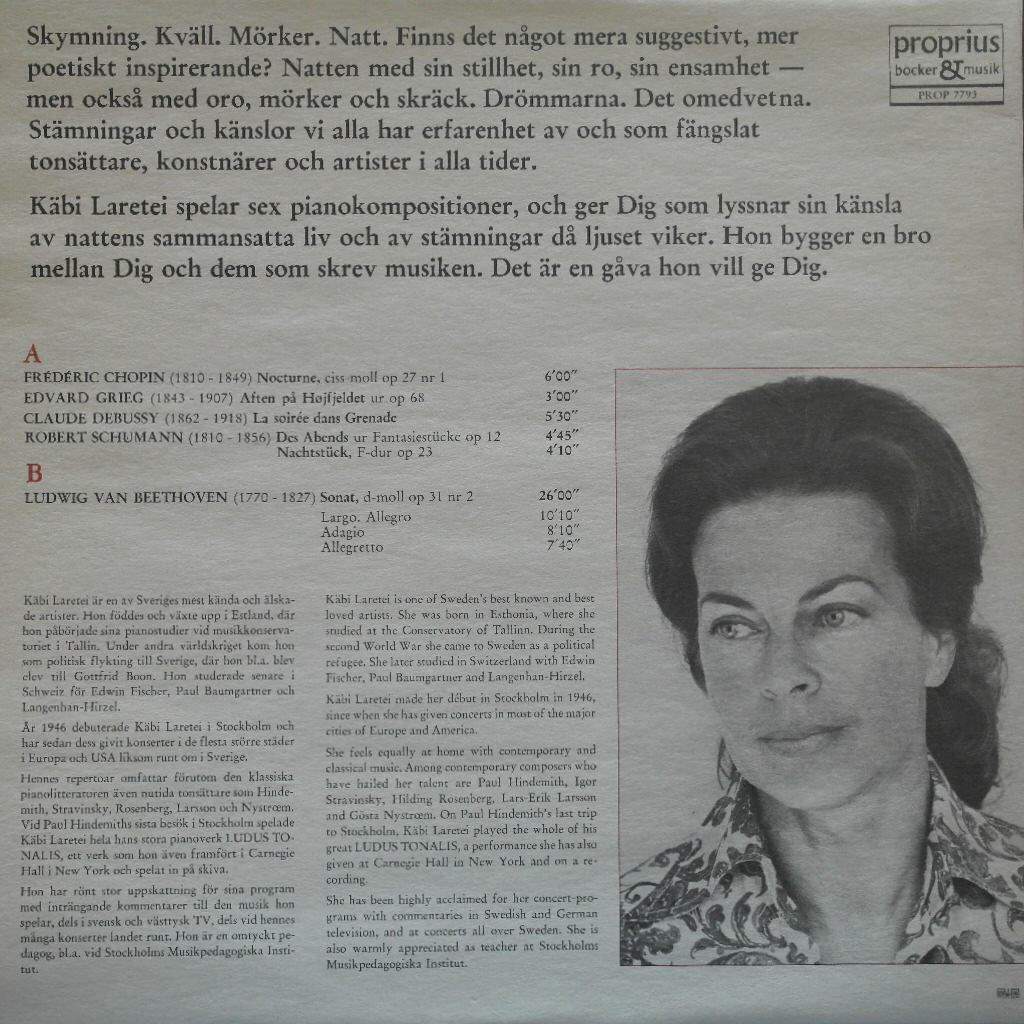 Skymning. Kväll. Mörker. Natt. Finns det något mera suggestivt, mer
poetiskt inspirerande? Natten med sin stillhet, sin ro, sin ensamhet —
men också med oro, mörker och skräck. Drömmarna. Det omedvetna.
Stämningar och känslor vi alla har erfarenhet av och som fängslat
tonsättare, konstnärer och artister i alla tider.
proprius
bocker & musik
PROP 7793
Käbi Laretei spelar sex pianokompositioner, och ger Dig som lyssnar sin känsla
av nattens sammansatta liv och av stämningar då ljuset viker. Hon bygger en bro
mellan Dig och dem som skrev musiken. Det är en gåva hon vill ge Dig.
A
FRÉDÉRIC CHOPIN (1810 - 1849) Nocturne, ciss-moll op 27 nr 1 6'00"
EDVARD GRIEG (1843 - 1907) Aften på Højfjeldet ur op 68 3'00"
CLAUDE DEBUSSY (1862 - 1918) La soirée dans Grenade 5'30"
ROBERT SCHUMANN (1810 - 1856) Des Abends ur Fantasiestücke op 12 4'45"
Nachtstück, F-dur op 23 4'10"
B
LUDWIG VAN BEETHOVEN (1770 - 1827) Sonat, d-moll op 31 nr 2 26'00"
Largo. Allegro 10'10"
Adagio 8'10"
Allegretto 7'40"
Käbi Laretei är en av Sveriges mest kända och älska-
de artister. Hon föddes och växte upp i Estland, där
hon påbörjade sina pianostudier vid musikkonserva-
toriet i Tallin. Under andra världskriget kom hon
som politisk flykting till Sverige, där hon bl.a. blev
elev till Gottfrid Boon. Hon studerade senare i
Schweiz för Edwin Fischer, Paul Baumgartner och
Langenhan-Hirzel.
År 1946 debuterade Käbi Laretei i Stockholm och
har sedan dess givit konserter i de flesta större städer
i Europa och USA liksom runt om i Sverige.
Hennes repertoar omfattar förutom den klassiska
pianolitteraturen även nutida tonsättare som Hinde-
mith, Stravinsky, Rosenberg, Larsson och Nystrœm.
Vid Paul Hindemiths sista besök i Stockholm spelade
Käbi Laretei hela hans stora pianoverk LUDUS TO-
NALIS, ett verk som hon även framfört i Carnegie
Hall i New York och spelat in på skiva.
Hon har rönt stor uppskattning för sina program
med inträngande kommentarer till den musik hon
spelar, dels i svensk och västtysk TV, dels vid hennes
många konserter landet runt. Hon är en omtyckt pe-
dagog, bl.a. vid Stockholms Musikpedagogiska Insti-
tut.
Käbi Laretei is one of Sweden's best known and best
loved artists. She was born in Esthonia, where she
studied at the Conservatory of Tallinn. During the
second World War she came to Sweden as a political
refugee. She later studied in Switzerland with Edwin
Fischer, Paul Baumgartner and Langenhan-Hirzel.
Käbi Laretei made her début in Stockholm in 1946,
since when she has given concerts in most of the major
cities of Europe and America.
She feels equally at home with contemporary and
classical music. Among contemporary composers who
have hailed her talent are Paul Hindemith, Igor
Stravinsky, Hilding Rosenberg, Lars-Erik Larsson
and Gösta Nystrœm. On Paul Hindemith's last trip
to Stockholm, Käbi Laretei played the whole of his
great LUDUS TONALIS, a performance she has also
given at Carnegie Hall in New York and on a re-
cording.
She has been highly acclaimed for her concert-pro-
grams with commentaries in Swedish and German
television, and at concerts all over Sweden. She is
also warmly appreciated as teacher at Stockholms
Musikpedagogiska Institut.